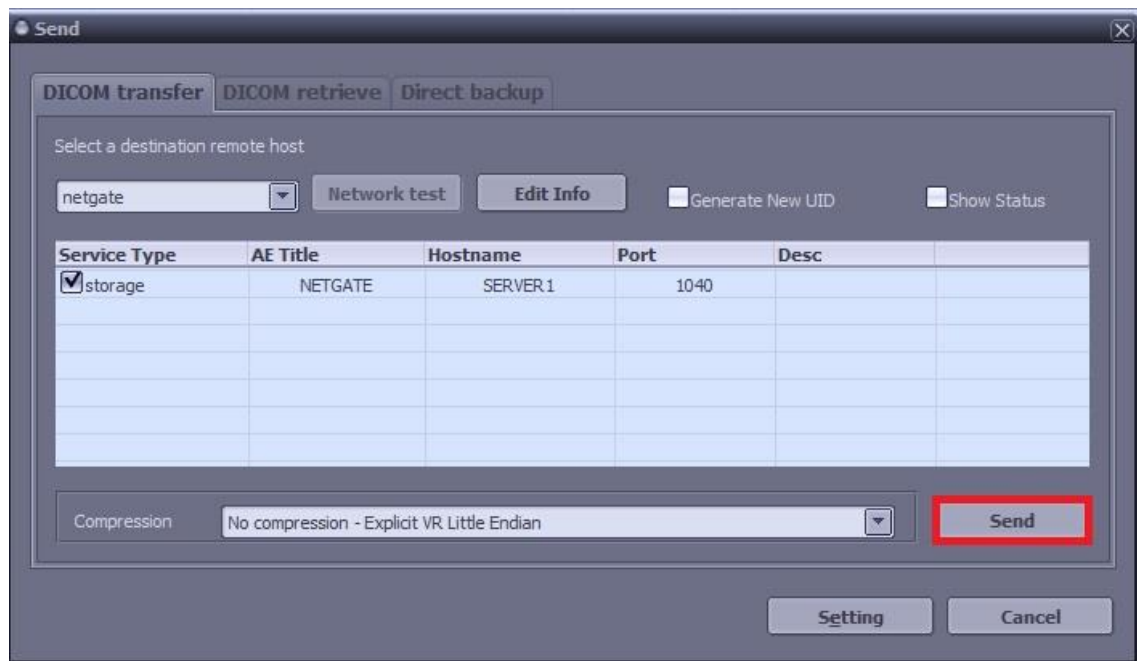 Send
DICOM transfer DICOM retrieve Direct backup
Select a destination remote host
netgate Network test Edit Info Generate New UID Show Status
Service Type AE Title Hostname Port Desc
storage NETGATE SERVER1 1040
Compression No compression - Explicit VR Little Endian Send
Setting Cancel